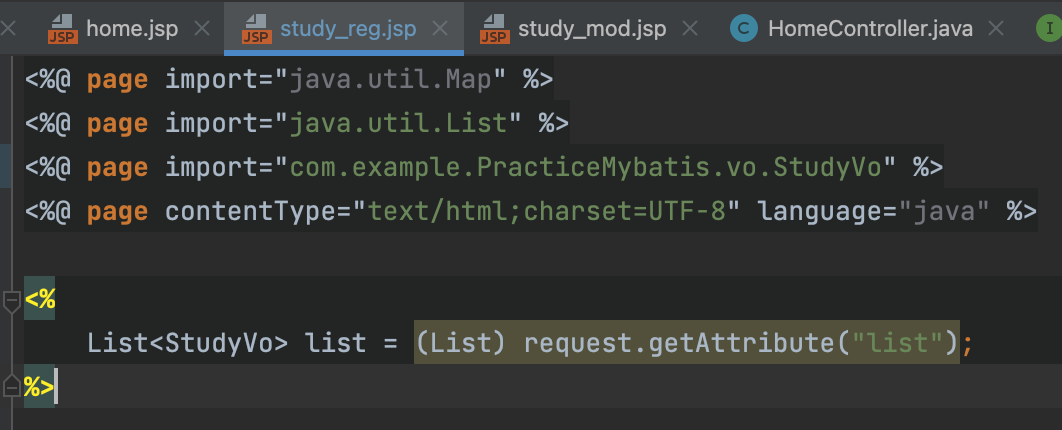 JSP home.jsp JSP study_reg.jsp JSP study_mod.jsp C HomeController.java I
<%@ page import="java.util.Map" %>
<%@ page import="java.util.List" %>
<%@ page import="com.example.PracticeMybatis.vo.StudyVo" %>
<%@ page contentType="text/html;charset=UTF-8" language="java" %>
<%
List<StudyVo> list = (List) request.getAttribute("list");
%>